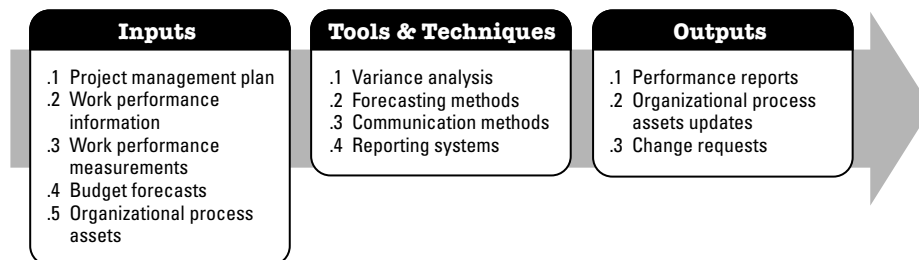 Inputs
.1 Project management plan
.2 Work performance
information
.3 Work performance
measurements
.4 Budget forecasts
.5 Organizational process
assets
Tools & Techniques
.1 Variance analysis
.2 Forecasting methods
.3 Communication methods
.4 Reporting systems
Outputs
.1 Performance reports
.2 Organizational process
assets updates
.3 Change requests